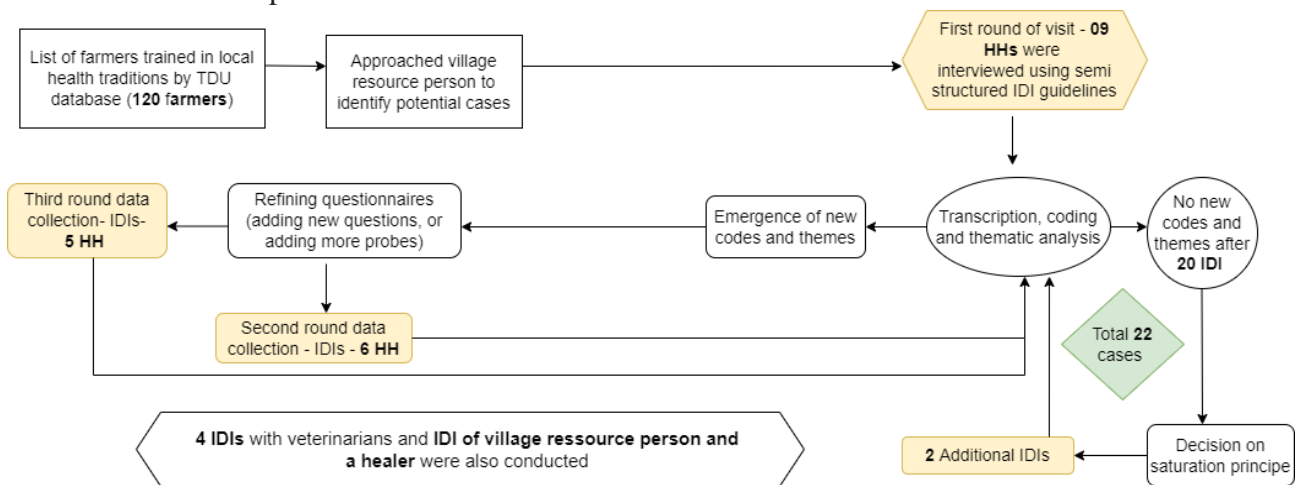 List of farmers trained in local
health traditions by TDU
database (120 farmers)
Approached village
resource person to
identify potential cases
First round of visit - 09
HHs were
interviewed using semi
structured IDI guidelines
Third round data
collection- IDIs-
5 HH
Refining questionnaires
(adding new questions, or
adding more probes)
Emergence of new
codes and themes
Transcription, coding
and thematic analysis
No new
codes and
themes after
20 IDI
Second round data
collection - IDIs - 6 HH
Total 22
cases
4 IDIs with veterinarians and IDI of village ressource person and
a healer were also conducted
2 Additional IDIs
Decision on
saturation principe